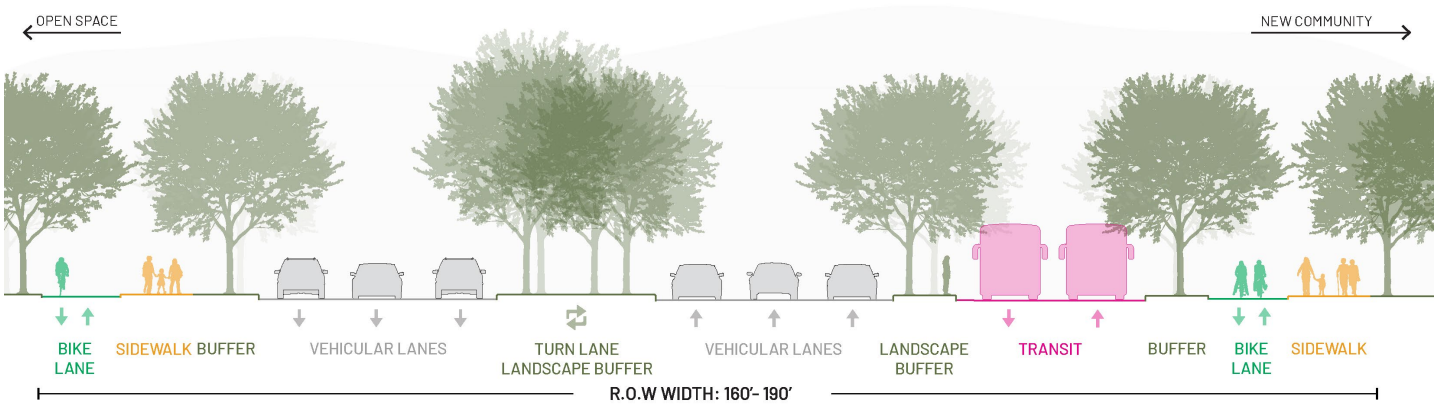 OPEN SPACE
NEW COMMUNITY
BIKE LANE
SIDEWALK
BUFFER
VEHICULAR LANES
TURN LANE
LANDSCAPE BUFFER
VEHICULAR LANES
LANDSCAPE
BUFFER
TRANSIT
BUFFER
BIKE
LANE
SIDEWALK
R.O.W WIDTH: 160'- 190'